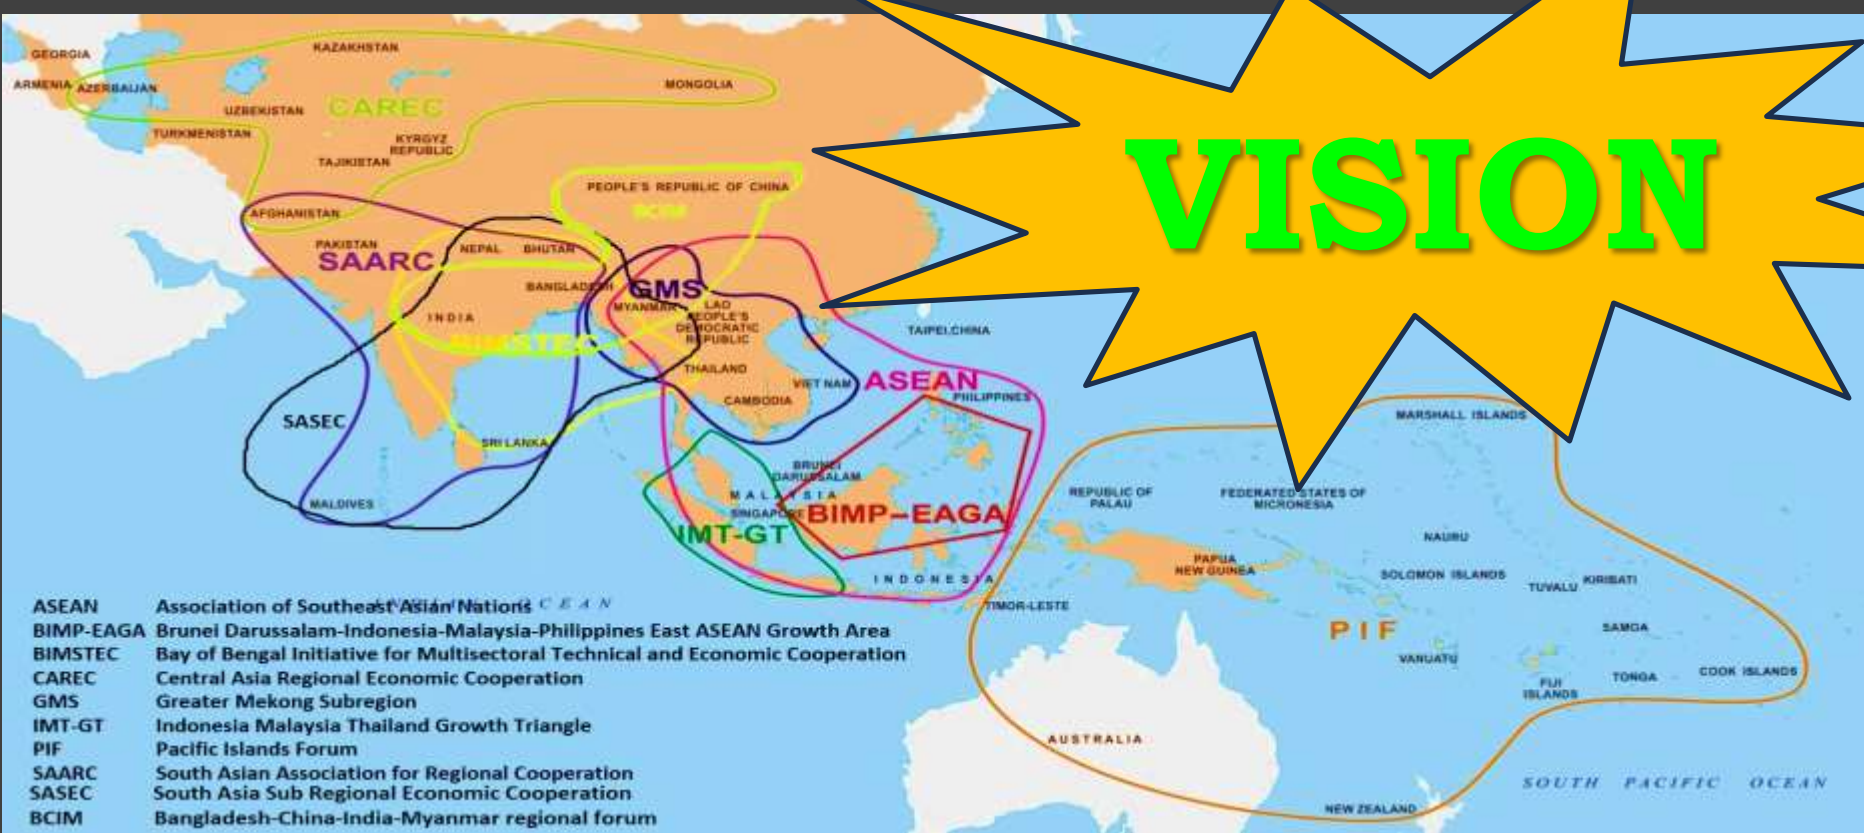 VISION
GEORGIA
KAZAKHSTAN
ARMENIA
AZERBAIJAN
MONGOLIA
UZBEKISTAN
CAREC
TURKMENISTAN
KYRGYZ
REPUBLIC
TAJIKISTAN
PEOPLE'S REPUBLIC OF CHINA
BCIM
AFGHANISTAN
PAKISTAN
NEPAL
BHUTAN
SAARC
BANGLADESH
GMS
MYANMAR
LAO
PEOPLE'S
DEMOCRATIC
REPUBLIC
INDIA
BIMSTEC
TAIPEI,CHINA
THAILAND
VIET NAM
ASEAN
CAMBODIA
PHILIPPINES
SASEC
SRI LANKA
MARSHALL ISLANDS
BRUNEI
DARUSSALAM
MALAYSIA
SINGAPORE
BIMP–EAGA
MALDIVES
IMT-GT
REPUBLIC OF
PALAU
FEDERATED STATES OF
MICRONESIA
NAURU
PAPUA
NEW GUINEA
SOLOMON ISLANDS
TUVALU
KIRIBATI
INDONESIA
TIMOR-LESTE
PIF
SAMOA
VANUATU
FIJI
ISLANDS
TONGA
COOK ISLANDS
AUSTRALIA
NEW ZEALAND
SOUTH PACIFIC OCEAN
OCEAN
ASEAN Association of Southeast Asian Nations
BIMP-EAGA Brunei Darussalam-Indonesia-Malaysia-Philippines East ASEAN Growth Area
BIMSTEC Bay of Bengal Initiative for Multisectoral Technical and Economic Cooperation
CAREC Central Asia Regional Economic Cooperation
GMS Greater Mekong Subregion
IMT-GT Indonesia Malaysia Thailand Growth Triangle
PIF Pacific Islands Forum
SAARC South Asian Association for Regional Cooperation
SASEC South Asia Sub Regional Economic Cooperation
BCIM Bangladesh-China-India-Myanmar regional forum